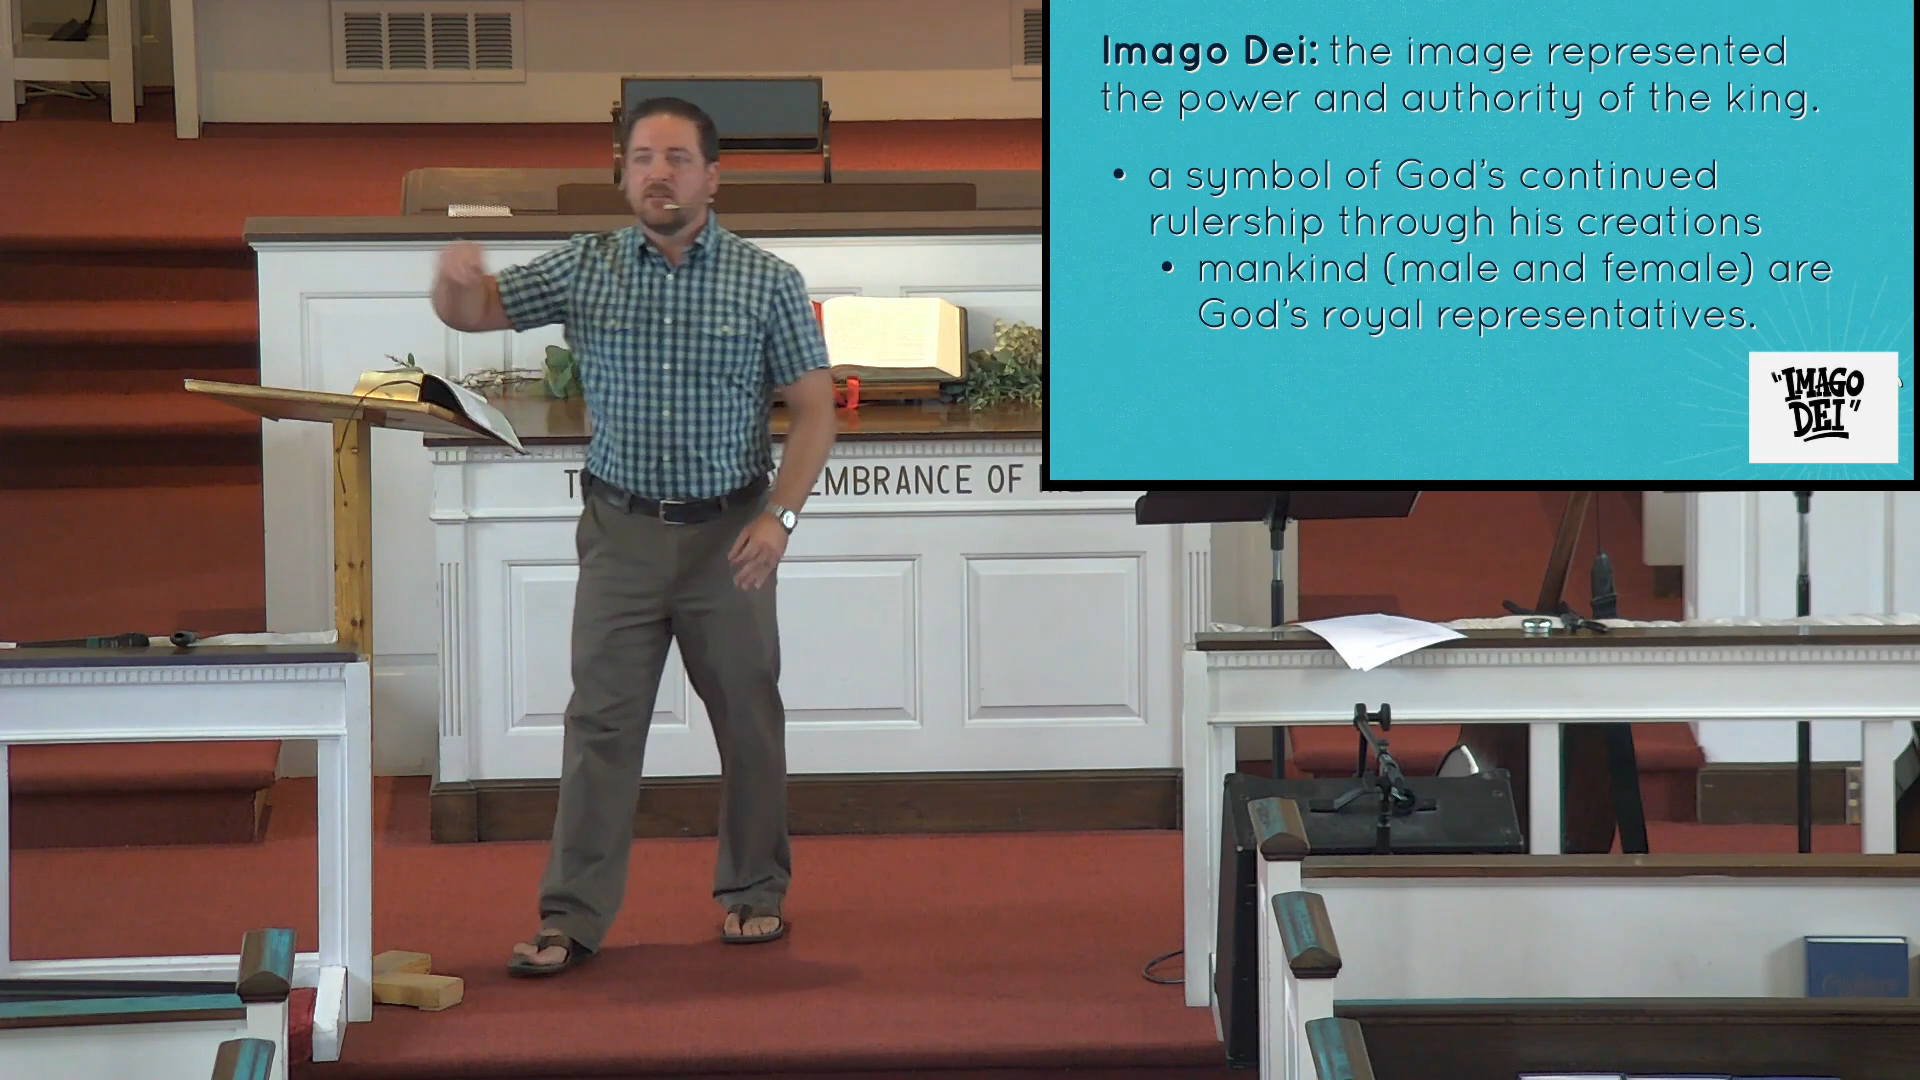 Imago Dei: the image represented
the power and authority of the king.
• a symbol of God's continued
rulership through his creations
• mankind (male and female) are
God's royal representatives.
"IMAGO
DEI"
EMBRANCE OF